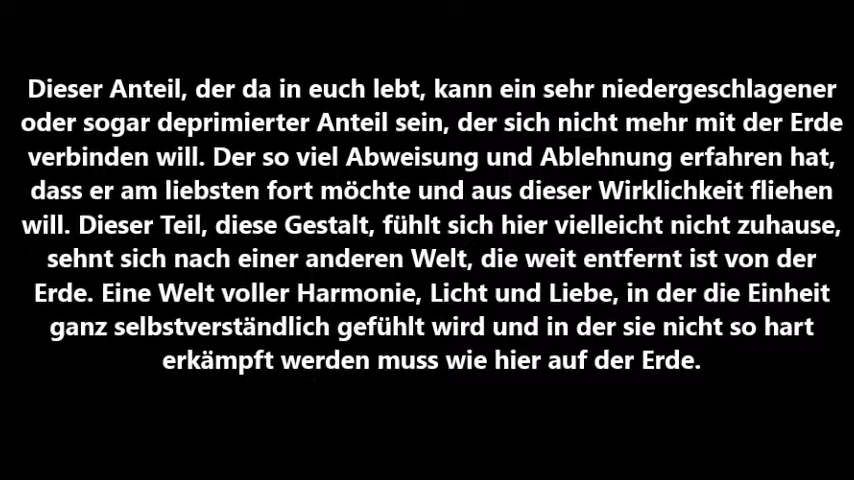 Dieser Anteil, der da in euch lebt, kann ein sehr niedergeschlagener
oder sogar deprimierter Anteil sein, der sich nicht mehr mit der Erde
verbinden will. Der so viel Abweisung und Ablehnung erfahren hat,
dass er am liebsten fort möchte und aus dieser Wirklichkeit fliehen
will. Dieser Teil, diese Gestalt, fühlt sich hier vielleicht nicht zuhause,
sehnt sich nach einer anderen Welt, die weit entfernt ist von der
Erde. Eine Welt voller Harmonie, Licht und Liebe, in der die Einheit
ganz selbstverständlich gefühlt wird und in der sie nicht so hart
erkämpft werden muss wie hier auf der Erde.